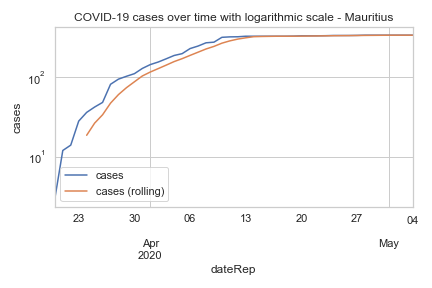 COVID-19 cases over time with logarithmic scale - Mauritius
cases
10²
10¹
cases
cases (rolling)
23 30 06 13 20 27 04
Apr May
2020
dateRep